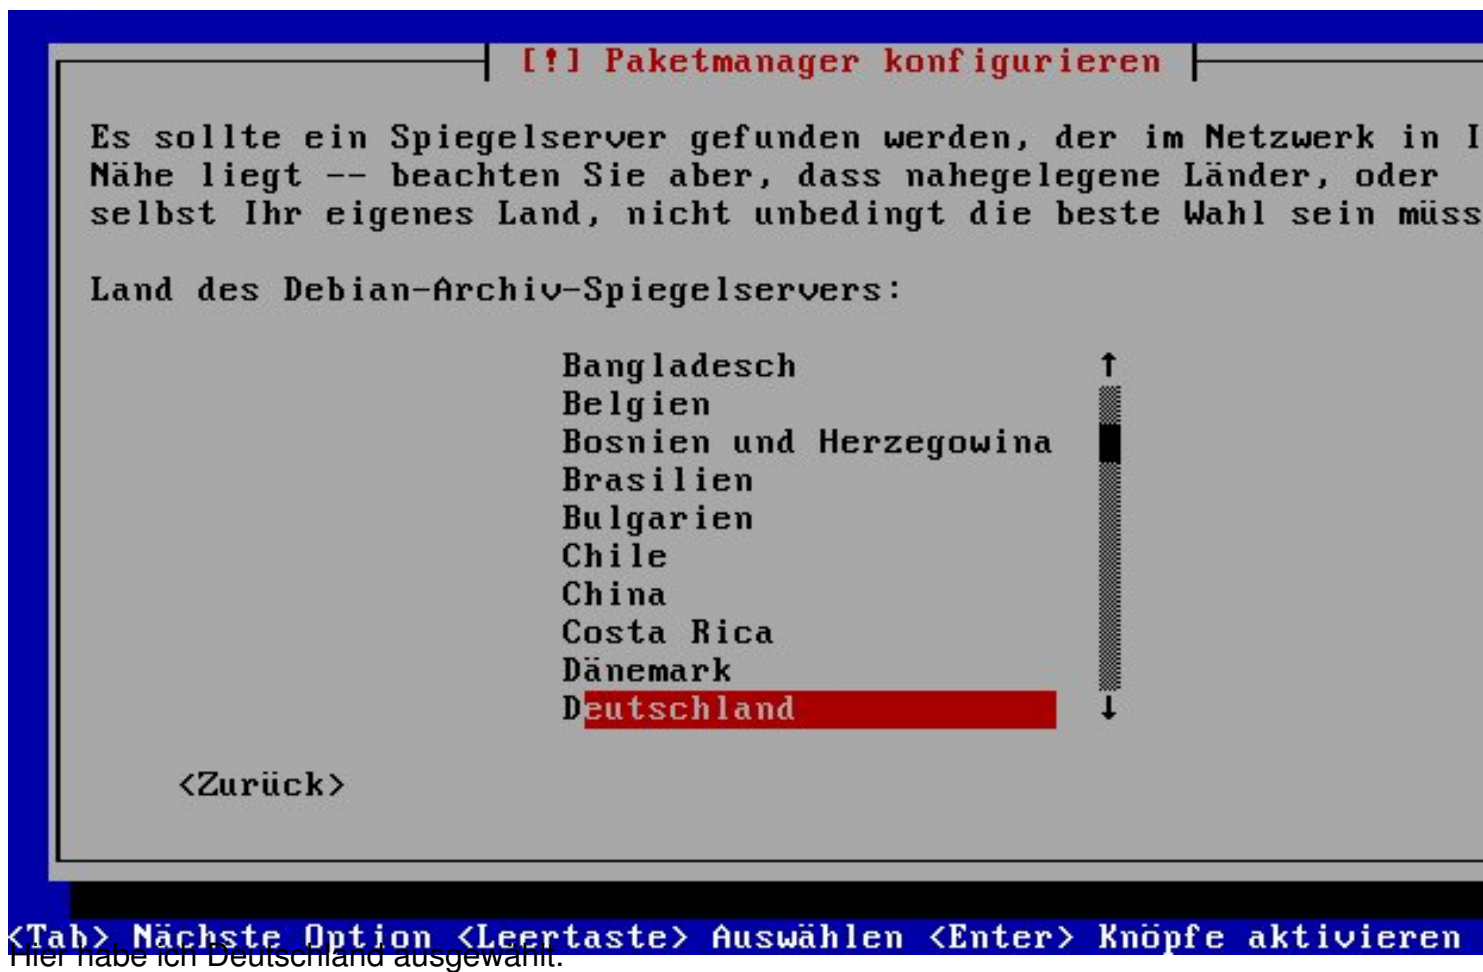 [!] Paketmanager konfigurieren
Es sollte ein Spiegelserver gefunden werden, der im Netzwerk in
Nähe liegt -- beachten Sie aber, dass nahegelegene Länder, oder
selbst Ihr eigenes Land, nicht unbedingt die beste Wahl sein
Land des Debian-Archiv-Spiegelservers:
Bangladesch
Belgien
Bosnien und Herzegowina
Brasilien
Bulgarien
Chile
China
Costa Rica
Dänemark
Deutschland
<Zurück>
<Tab> Nächste Option <Leertaste> Auswählen <Enter> Knöpfe aktivieren
Hier habe ich Deutschland ausgewählt.